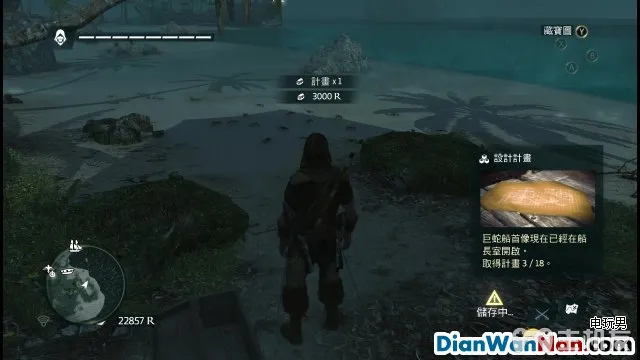 藏寶圖 Y
X
B
A
計畫 x 1
3000 R
設計計畫
巨蛇船首像現在已經在船
長室開啟。
取得計畫 3 / 18。
儲存中...
22857 R
电玩男
DianWanNan.com